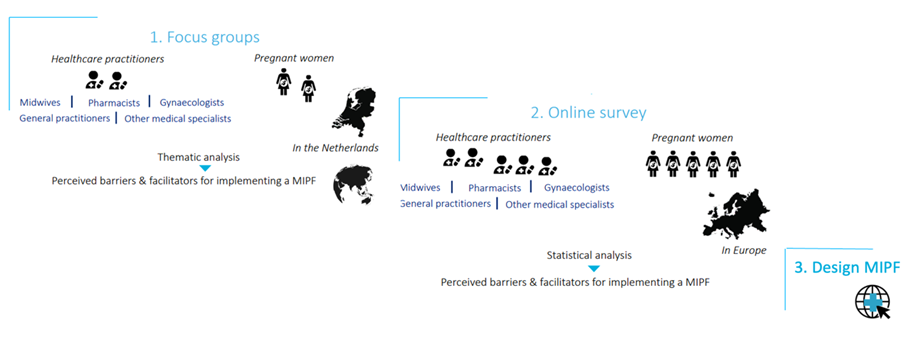 1. Focus groups
Healthcare practitioners
Pregnant women
Midwives | Pharmacists | Gynaecologists
General practitioners | Other medical specialists
In the Netherlands
Thematic analysis
Perceived barriers & facilitators for implementing a MIPF
2. Online survey
Healthcare practitioners
Pregnant women
Midwives | Pharmacists | Gynaecologists
General practitioners | Other medical specialists
In Europe
Statistical analysis
Perceived barriers & facilitators for implementing a MIPF
3. Design MIPF